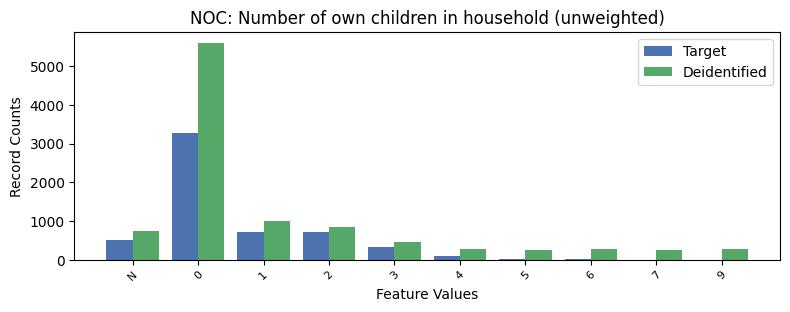 NOC: Number of own children in household (unweighted)
Target
Deidentified
Record Counts
5000
4000
3000
2000
1000
0
N 0 1 2 3 4 5 6 7 9
Feature Values